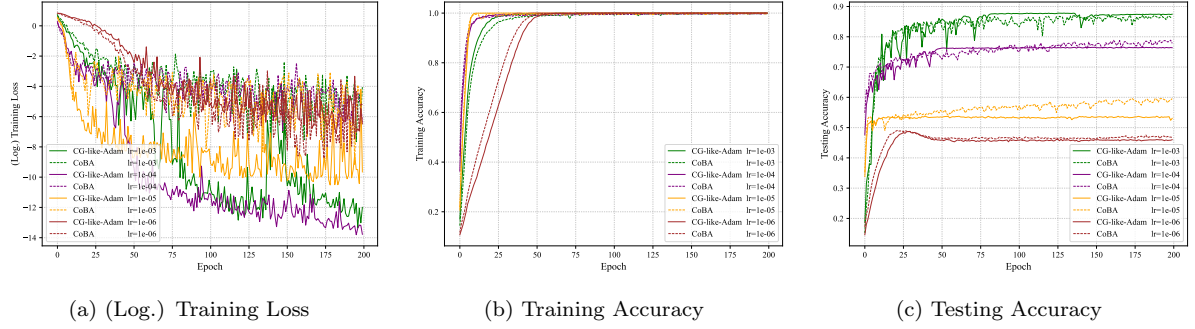 0
−2
−4
−6
−8
−10
−12
−14
(Log.) Training Loss
CG-like-Adam lr=1e-03
CoBA lr=1e-03
CG-like-Adam lr=1e-04
CoBA lr=1e-04
CG-like-Adam lr=1e-05
CoBA lr=1e-05
CG-like-Adam lr=1e-06
CoBA lr=1e-06
0 25 50 75 100 125 150 175 200
Epoch
(a) (Log.) Training Loss
1.0
0.8
0.6
0.4
0.2
Training Accuracy
CG-like-Adam lr=1e-03
CoBA lr=1e-03
CG-like-Adam lr=1e-04
CoBA lr=1e-04
CG-like-Adam lr=1e-05
CoBA lr=1e-05
CG-like-Adam lr=1e-06
CoBA lr=1e-06
0 25 50 75 100 125 150 175 200
Epoch
(b) Training Accuracy
0.9
0.8
0.7
0.6
0.5
0.4
0.3
0.2
Testing Accuracy
CG-like-Adam lr=1e-03
CoBA lr=1e-03
CG-like-Adam lr=1e-04
CoBA lr=1e-04
CG-like-Adam lr=1e-05
CoBA lr=1e-05
CG-like-Adam lr=1e-06
CoBA lr=1e-06
0 25 50 75 100 125 150 175 200
Epoch
(c) Testing Accuracy